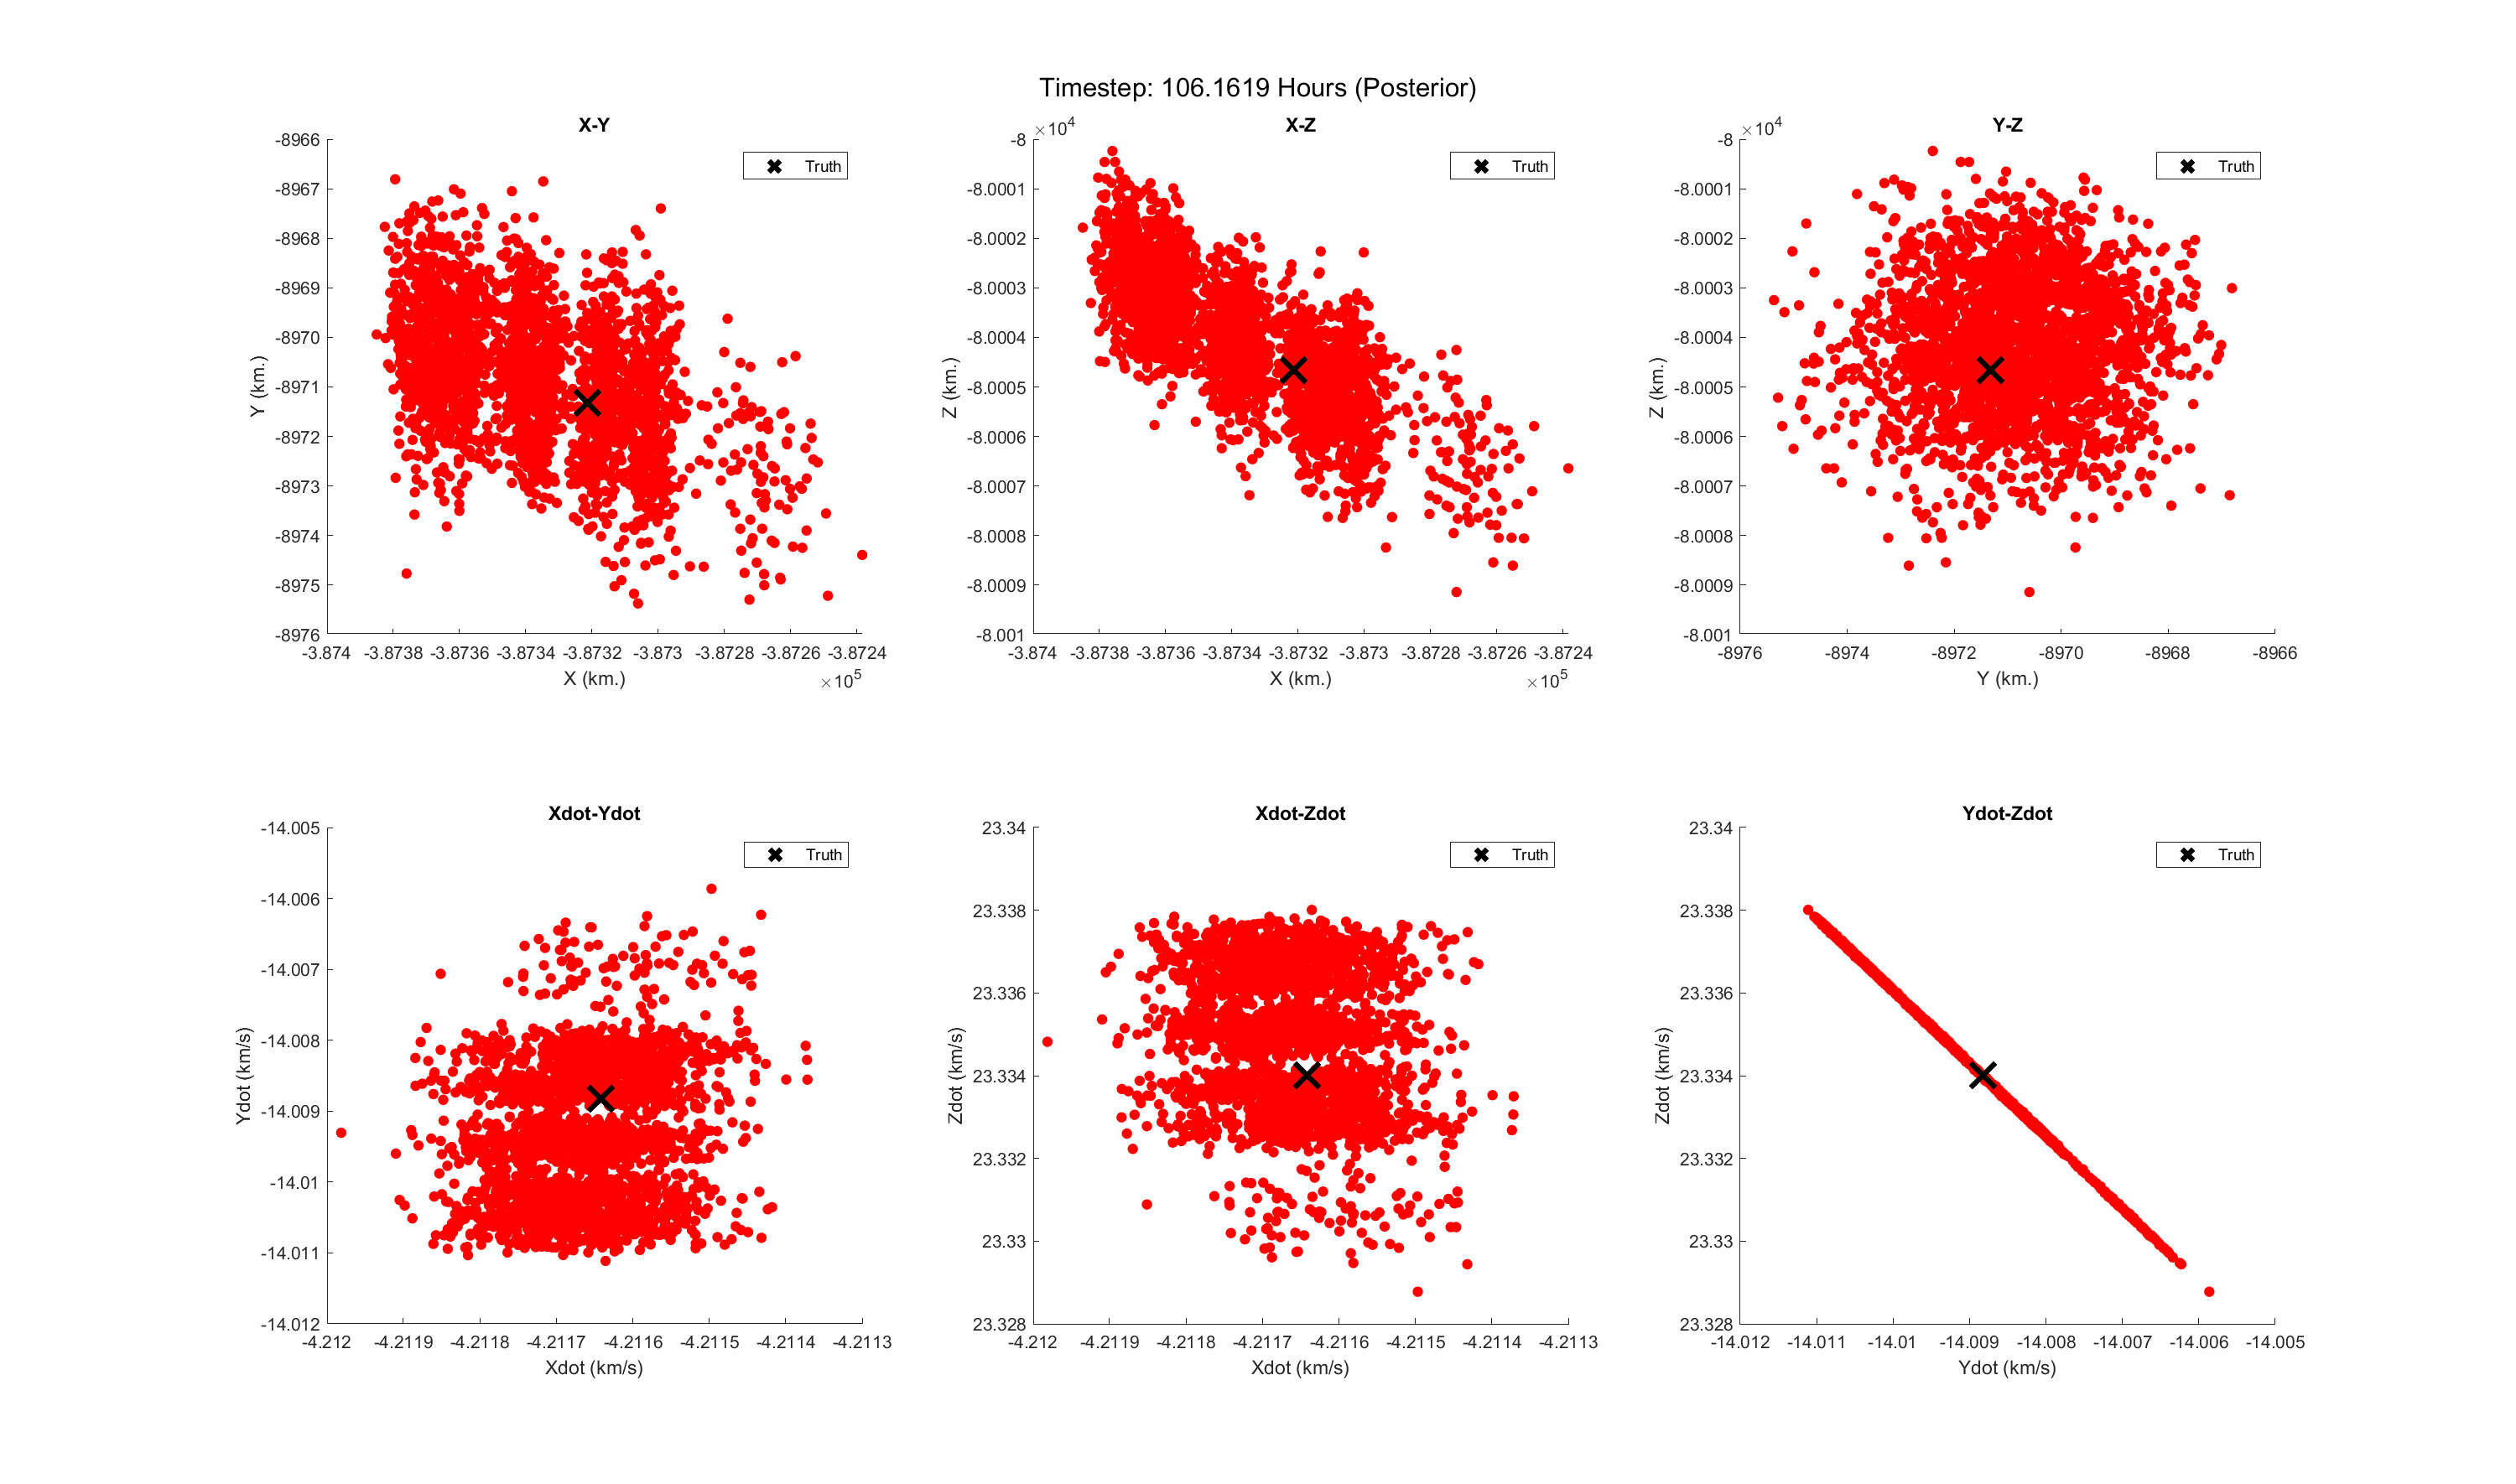 Timestep: 106.1619 Hours (Posterior)
X-Y
-8966
-8967
-8968
-8969
-8970
-8971
-8972
-8973
-8974
-8975
-8976
Y (km.)
Truth
-3.874 -3.8738 -3.8736 -3.8734 -3.8732 -3.873 -3.8728 -3.8726 -3.8724
X (km.)
×10^5
X-Z
×10^4
-8
-8.0001
-8.0002
-8.0003
-8.0004
-8.0005
-8.0006
-8.0007
-8.0008
-8.0009
-8.001
Z (km.)
Truth
-3.874 -3.8738 -3.8736 -3.8734 -3.8732 -3.873 -3.8728 -3.8726 -3.8724
X (km.)
×10^5
Y-Z
×10^4
-8
-8.0001
-8.0002
-8.0003
-8.0004
-8.0005
-8.0006
-8.0007
-8.0008
-8.0009
-8.001
Z (km.)
Truth
-8976 -8974 -8972 -8970 -8968 -8966
Y (km.)
Xdot-Ydot
-14.005
-14.006
-14.007
-14.008
-14.009
-14.01
-14.011
-14.012
Ydot (km/s)
Truth
-4.212 -4.2119 -4.2118 -4.2117 -4.2116 -4.2115 -4.2114 -4.2113
Xdot (km/s)
Xdot-Zdot
23.34
23.338
23.336
23.334
23.332
23.33
23.328
Zdot (km/s)
Truth
-4.212 -4.2119 -4.2118 -4.2117 -4.2116 -4.2115 -4.2114 -4.2113
Xdot (km/s)
Ydot-Zdot
23.34
23.338
23.336
23.334
23.332
23.33
23.328
Zdot (km/s)
Truth
-14.012 -14.011 -14.01 -14.009 -14.008 -14.007 -14.006 -14.005
Ydot (km/s)